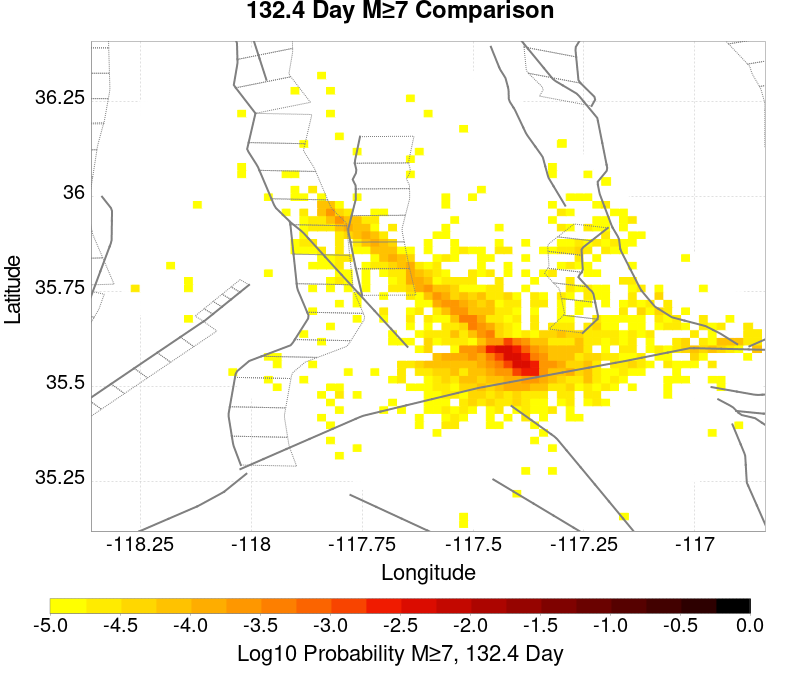 132.4 Day M≥7 Comparison
36.25
36
35.75
35.5
35.25
Latitude
-118.25 -118 -117.75 -117.5 -117.25 -117
Longitude
-5.0 -4.5 -4.0 -3.5 -3.0 -2.5 -2.0 -1.5 -1.0 -0.5 0.0
Log10 Probability M≥7, 132.4 Day